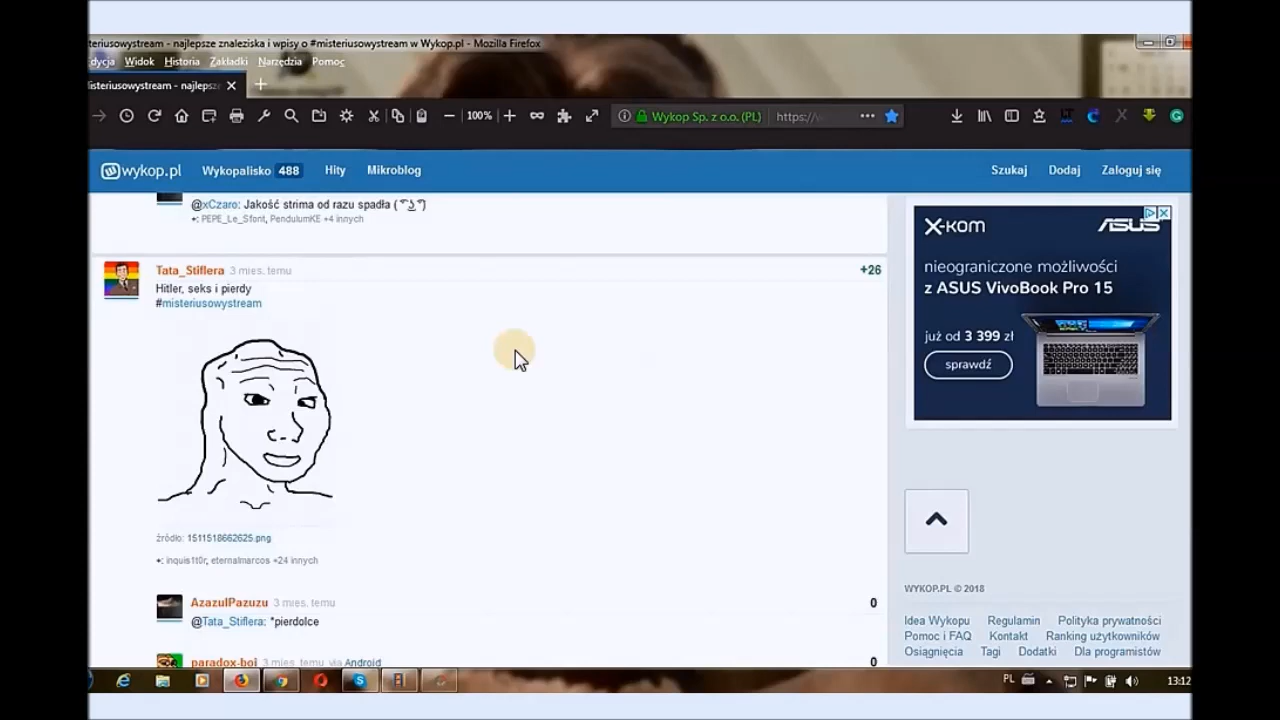 teriusowystream - najlepsze znaleziska i wpisy o #misteriusowystream w Wykop.pl - Mozilla Firefox
dycja Widok Historia Zakładki Narzędzia Pomoc
isteriusowystream - najlepsz
100% Wykop Sp. z o.o. (PL) https://
wykop.pl Wykopalisko 488 Hity Mikroblog Szukaj Dodaj Zaloguj się
@xCzaro: Jakość strima od razu spadła ( ͡° ͜ʖ ͡°)
+: PEPE_Le_Sfont, PendulumKE +4 innych
Tata_Stiflera 3 mies. temu +26
Hitler, seks i pierdy
#misteriusowystream
źródło: 1511518662625.png
+: inquis1t0r, eternalmarcos +24 innych
AzazulPazuzu 3 mies. temu 0
@Tata_Stiflera: *pierdolce
paradox-boi 3 mies. temu via Android 0
x-kom ASUS
nieograniczone możliwości
z ASUS VivoBook Pro 15
już od 3 399 zł
sprawdź
WYKOP.PL © 2018
Idea Wykopu Regulamin Polityka prywatności
Pomoc i FAQ Kontakt Ranking użytkowników
Osiągnięcia Tagi Dodatki Dla programistów
PL 13:12